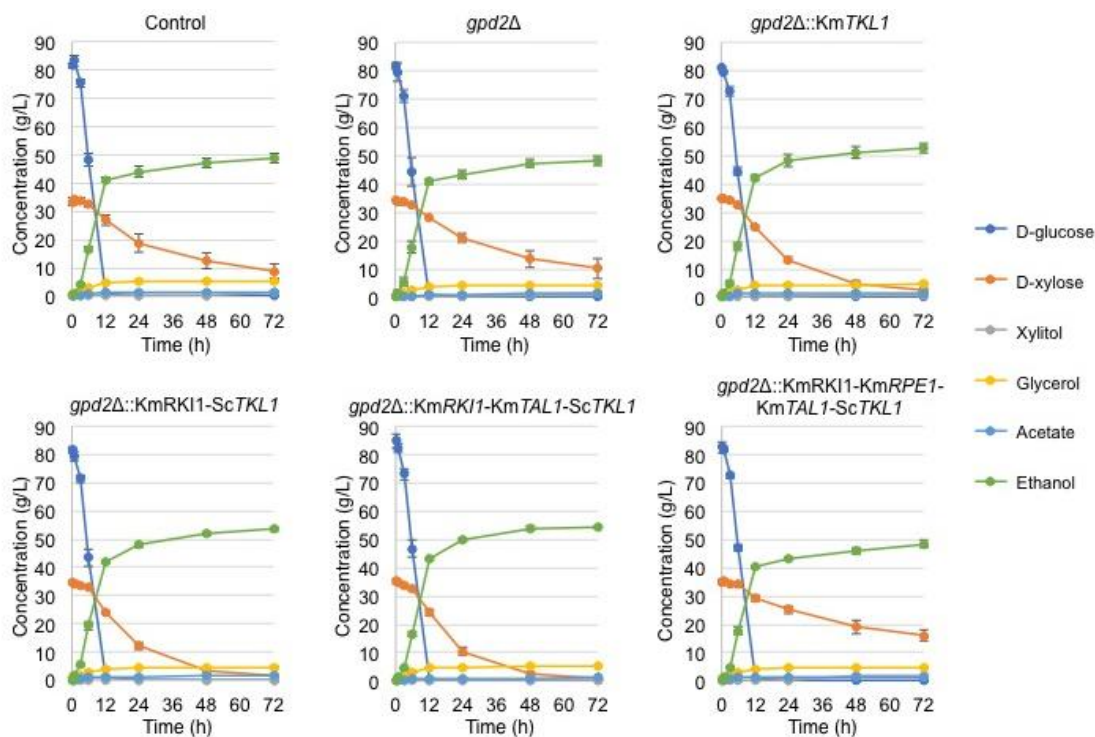 Control
gpd2Δ
gpd2Δ::KmTKL1
Concentration (g/L)
90
80
70
60
50
40
30
20
10
0
0 12 24 36 48 60 72
Time (h)
Concentration (g/L)
90
80
70
60
50
40
30
20
10
0
0 12 24 36 48 60 72
Time (h)
Concentration (g/L)
90
80
70
60
50
40
30
20
10
0
0 12 24 36 48 60 72
Time (h)
D-glucose
D-xylose
Xylitol
Glycerol
Acetate
Ethanol
gpd2Δ::KmRKI1-ScTKL1
gpd2Δ::KmRKI1-KmTAL1-ScTKL1
gpd2Δ::KmRKI1-KmRPE1-
KmTAL1-ScTKL1
Concentration (g/L)
90
80
70
60
50
40
30
20
10
0
0 12 24 36 48 60 72
Time (h)
Concentration (g/L)
90
80
70
60
50
40
30
20
10
0
0 12 24 36 48 60 72
Time (h)
Concentration (g/L)
90
80
70
60
50
40
30
20
10
0
0 12 24 36 48 60 72
Time (h)